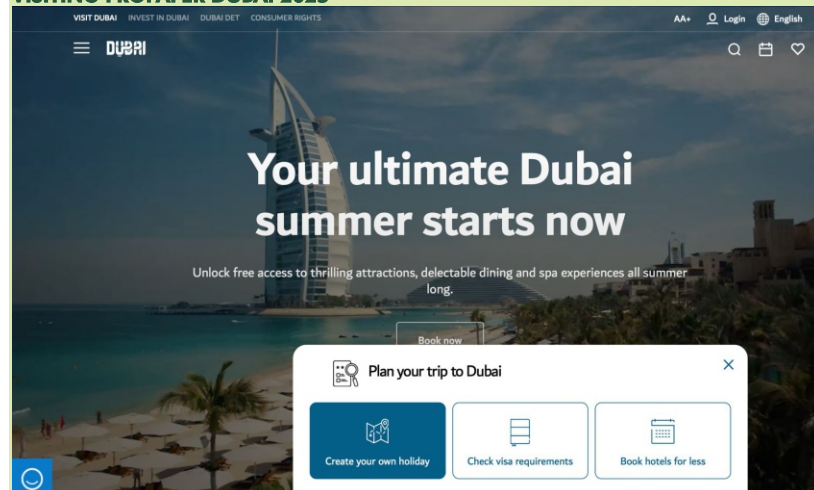 VISIT DUBAI INVEST IN DUBAI DUBAI DET CONSUMER RIGHTS AA+ Login English
DUBAI
Your ultimate Dubai
summer starts now
Unlock free access to thrilling attractions, delectable dining and spa experiences all summer
long.
Book now
Plan your trip to Dubai
Create your own holiday Check visa requirements Book hotels for less